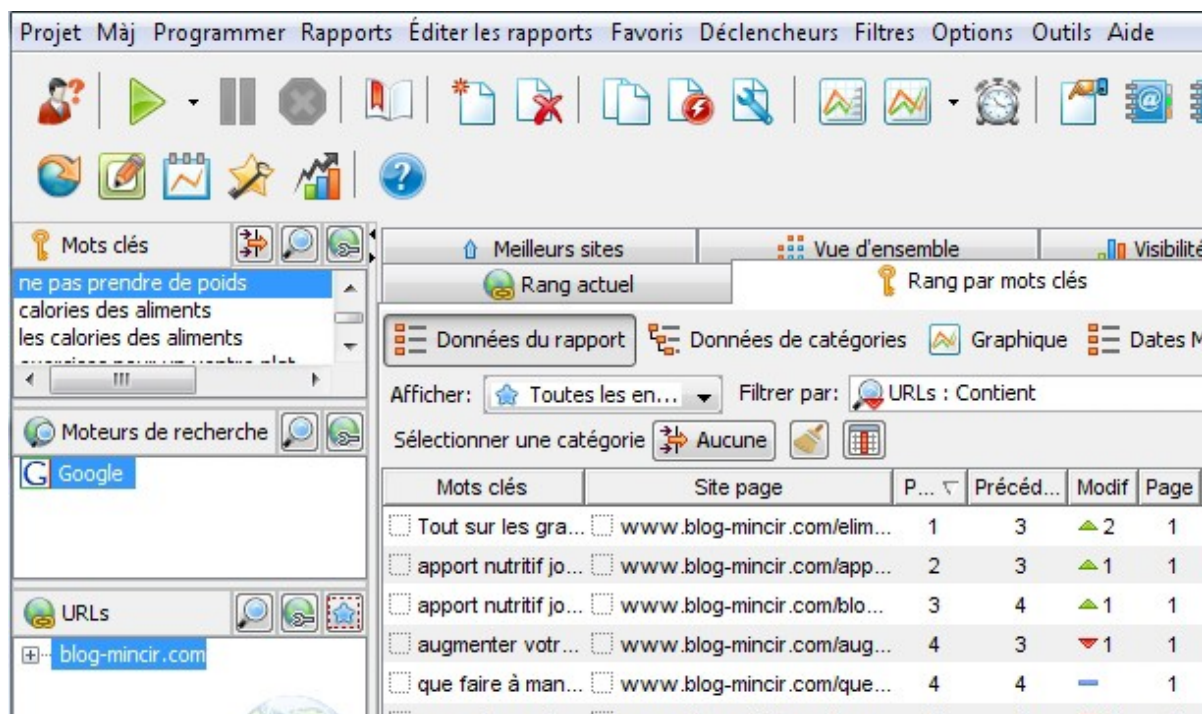 Projet Màj Programmer Rapports Éditer les rapports Favoris Déclencheurs Filtres Options Outils Aide
Mots clés
ne pas prendre de poids
calories des aliments
les calories des aliments
Moteurs de recherche
Google
URLs
blog-mincir.com
Meilleurs sites Vue d'ensemble Visibilité
Rang actuel Rang par mots clés
Données du rapport Données de catégories Graphique Dates M
Afficher: Toutes les en... Filtrer par: URLs : Contient
Sélectionner une catégorie Aucune
Mots clés Site page P... Précéd... Modif Page
Tout sur les gra... www.blog-mincir.com/elim... 1 3 2 1
apport nutritif jo... www.blog-mincir.com/app... 2 3 1 1
apport nutritif jo... www.blog-mincir.com/blo... 3 4 1 1
augmenter votr... www.blog-mincir.com/aug... 4 3 1 1
que faire à man... www.blog-mincir.com/que... 4 4 1